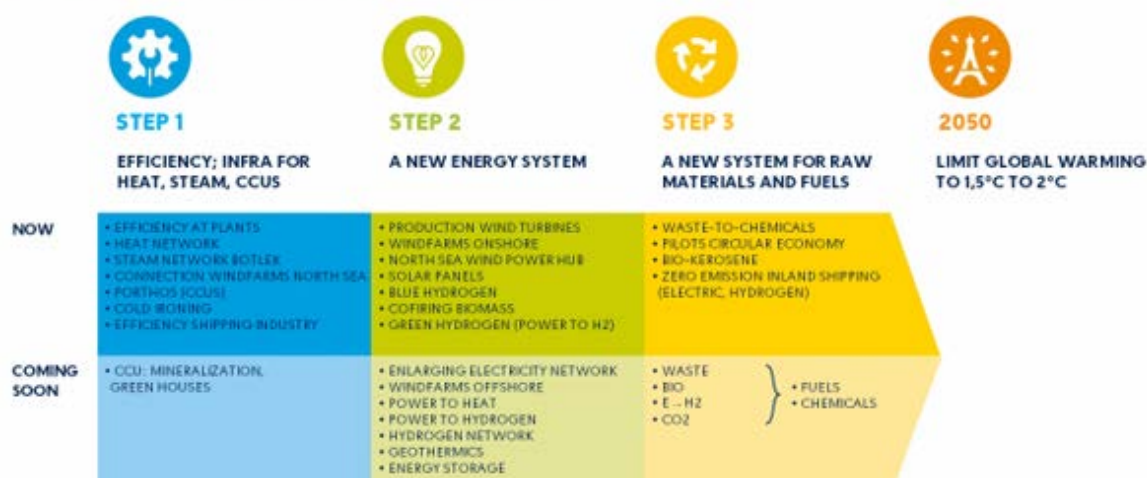 STEP 1
EFFICIENCY; INFRA FOR
HEAT, STEAM, CCUS
STEP 2
A NEW ENERGY SYSTEM
STEP 3
A NEW SYSTEM FOR RAW
MATERIALS AND FUELS
2050
LIMIT GLOBAL WARMING
TO 1,5°C TO 2°C
NOW
• EFFICIENCY AT PLANTS
• HEAT NETWORK
• STEAM NETWORK BOTLEK
• CONNECTION WINDFARMS NORTH SEA
• PORTHOS (CCUS)
• COLD IRONING
• EFFICIENCY SHIPPING INDUSTRY
• PRODUCTION WIND TURBINES
• WINDFARMS ONSHORE
• NORTH SEA WIND POWER HUB
• SOLAR PANELS
• BLUE HYDROGEN
• COFIRING BIOMASS
• GREEN HYDROGEN (POWER TO H2)
• WASTE-TO-CHEMICALS
• PILOTS CIRCULAR ECONOMY
• BIO-KEROSENE
• ZERO EMISSION INLAND SHIPPING
(ELECTRIC, HYDROGEN)
COMING
SOON
• CCU: MINERALIZATION,
GREEN HOUSES
• ENLARGING ELECTRICITY NETWORK
• WINDFARMS OFFSHORE
• POWER TO HEAT
• POWER TO HYDROGEN
• HYDROGEN NETWORK
• GEOTHERMICS
• ENERGY STORAGE
• WASTE
• BIO
• E - H2
• CO2
• FUELS
• CHEMICALS